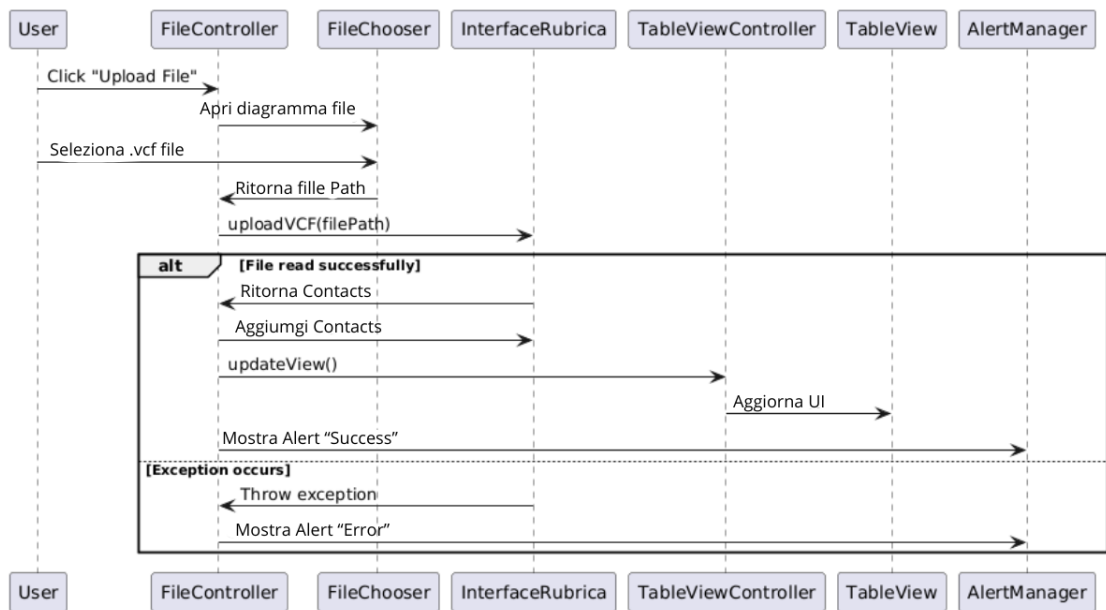 User FileController FileChooser InterfaceRubrica TableViewController TableView AlertManager
Click "Upload File"
Apri diagramma file
Seleziona .vcf file
Ritorna fille Path
uploadVCF(filePath)
alt [File read successfully]
Ritorna Contacts
Aggiumgi Contacts
updateView()
Aggiorna UI
Mostra Alert “Success”
[Exception occurs]
Throw exception
Mostra Alert “Error”
User FileController FileChooser InterfaceRubrica TableViewController TableView AlertManager